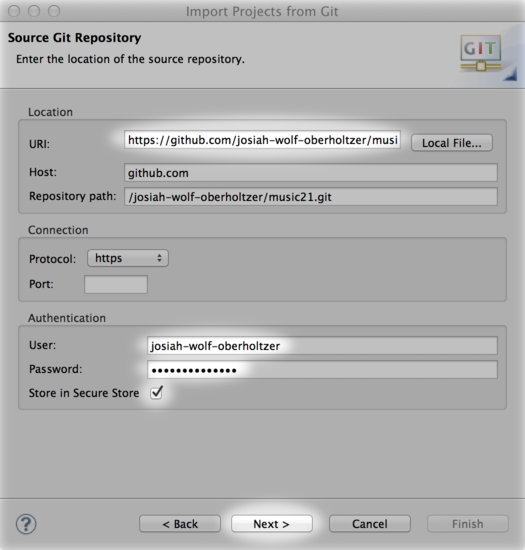 Import Projects from Git
Source Git Repository
Enter the location of the source repository.
GIT
Location
URI: https://github.com/josiah-wolf-oberholtzer/musi Local File...
Host: github.com
Repository path: /josiah-wolf-oberholtzer/music21.git
Connection
Protocol: https
Port:
Authentication
User: josiah-wolf-oberholtzer
Password: ••••••••••••••
Store in Secure Store
? < Back Next > Cancel Finish